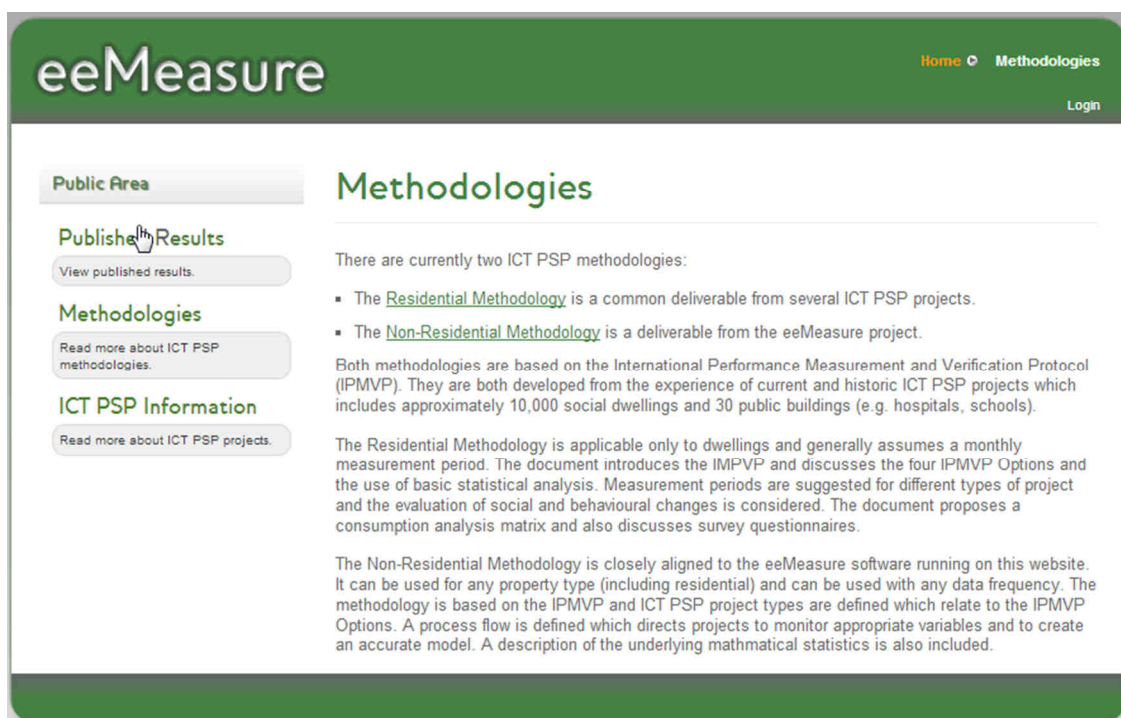 eeMeasure
Home Methodologies
Login
Public Area
Published Results
View published results.
Methodologies
Read more about ICT PSP
methodologies.
ICT PSP Information
Read more about ICT PSP projects.
Methodologies
There are currently two ICT PSP methodologies:
▪ The Residential Methodology is a common deliverable from several ICT PSP projects.
▪ The Non-Residential Methodology is a deliverable from the eeMeasure project.
Both methodologies are based on the International Performance Measurement and Verification Protocol
(IPMVP). They are both developed from the experience of current and historic ICT PSP projects which
includes approximately 10,000 social dwellings and 30 public buildings (e.g. hospitals, schools).
The Residential Methodology is applicable only to dwellings and generally assumes a monthly
measurement period. The document introduces the IMPVP and discusses the four IPMVP Options and
the use of basic statistical analysis. Measurement periods are suggested for different types of project
and the evaluation of social and behavioural changes is considered. The document proposes a
consumption analysis matrix and also discusses survey questionnaires.
The Non-Residential Methodology is closely aligned to the eeMeasure software running on this website.
It can be used for any property type (including residential) and can be used with any data frequency. The
methodology is based on the IPMVP and ICT PSP project types are defined which relate to the IPMVP
Options. A process flow is defined which directs projects to monitor appropriate variables and to create
an accurate model. A description of the underlying mathmatical statistics is also included.